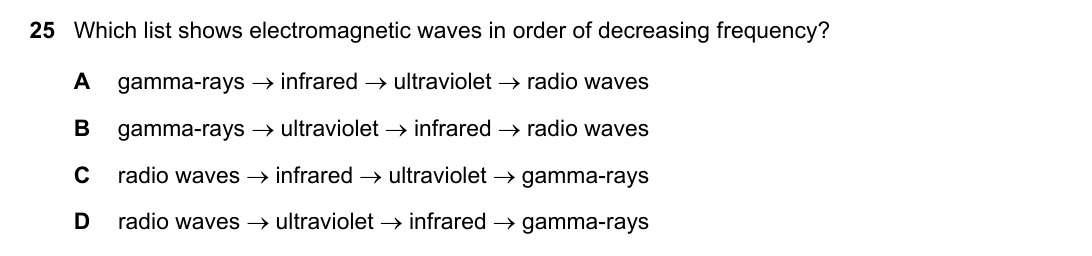 25 Which list shows electromagnetic waves in order of decreasing frequency?
A gamma-rays → infrared → ultraviolet → radio waves
B gamma-rays → ultraviolet → infrared → radio waves
C radio waves → infrared → ultraviolet → gamma-rays
D radio waves → ultraviolet → infrared → gamma-rays